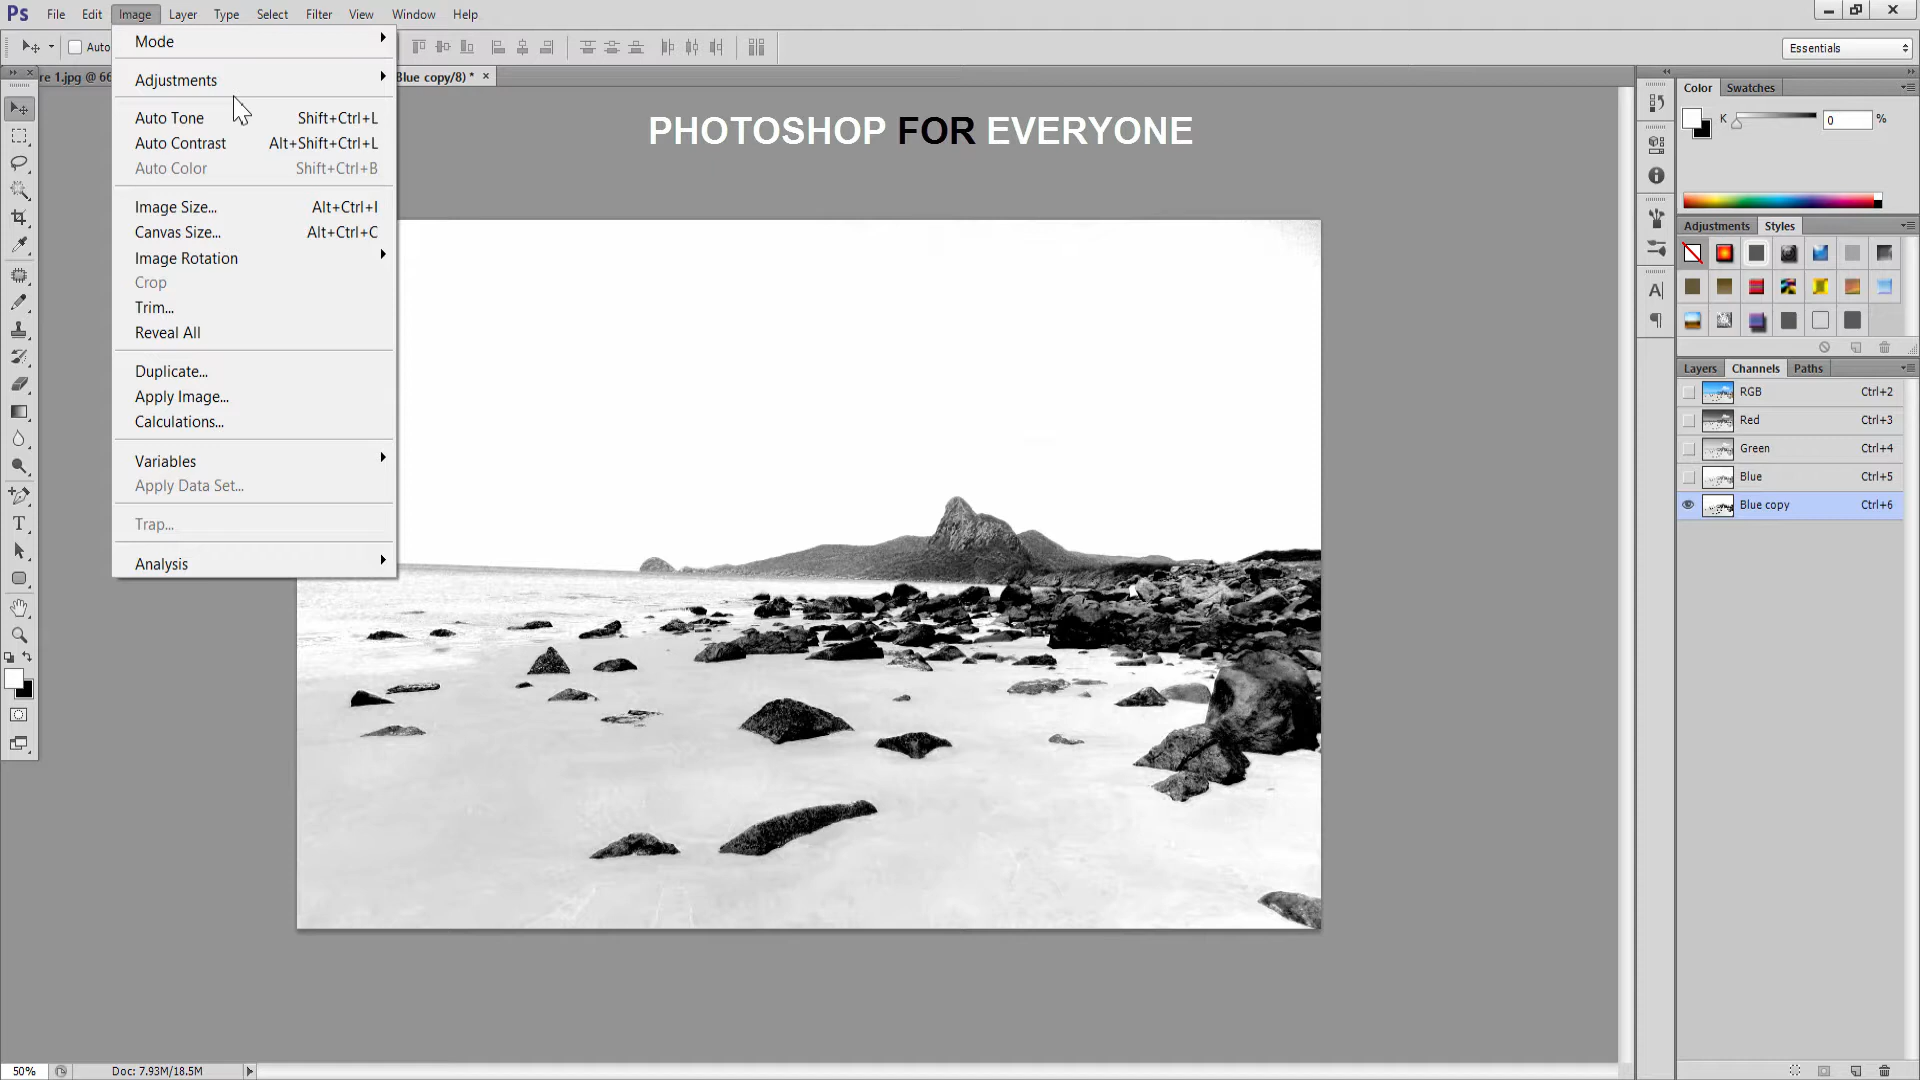 Ps File Edit Image Layer Type Select Filter View Window Help
Auto
Essentials
re 1.jpg @ 66 Blue copy/8) * ×
Mode
Adjustments
Auto Tone Shift+Ctrl+L
Auto Contrast Alt+Shift+Ctrl+L
Auto Color Shift+Ctrl+B
Image Size... Alt+Ctrl+I
Canvas Size... Alt+Ctrl+C
Image Rotation
Crop
Trim...
Reveal All
Duplicate...
Apply Image...
Calculations...
Variables
Apply Data Set...
Trap...
Analysis
PHOTOSHOP FOR EVERYONE
Color Swatches
K 0 %
Adjustments Styles
Layers Channels Paths
RGB Ctrl+2
Red Ctrl+3
Green Ctrl+4
Blue Ctrl+5
Blue copy Ctrl+6
50% Doc: 7.93M/18.5M